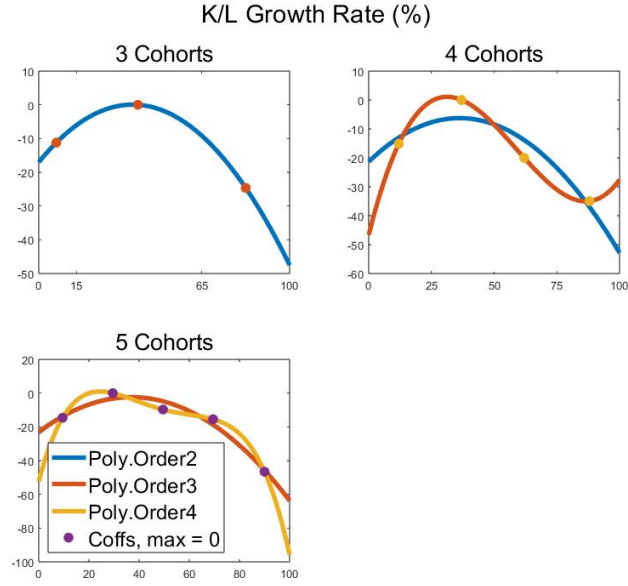 K/L Growth Rate (%)
3 Cohorts
10
0
-10
-20
-30
-40
-50
0 15 65 100
4 Cohorts
10
0
-10
-20
-30
-40
-50
-60
0 25 75 100
5 Cohorts
20
0
-20
-40
-60
-80
-100
0 20 40 60 80 100
Poly.Order2
Poly.Order3
Poly.Order4
Coffs, max = 0